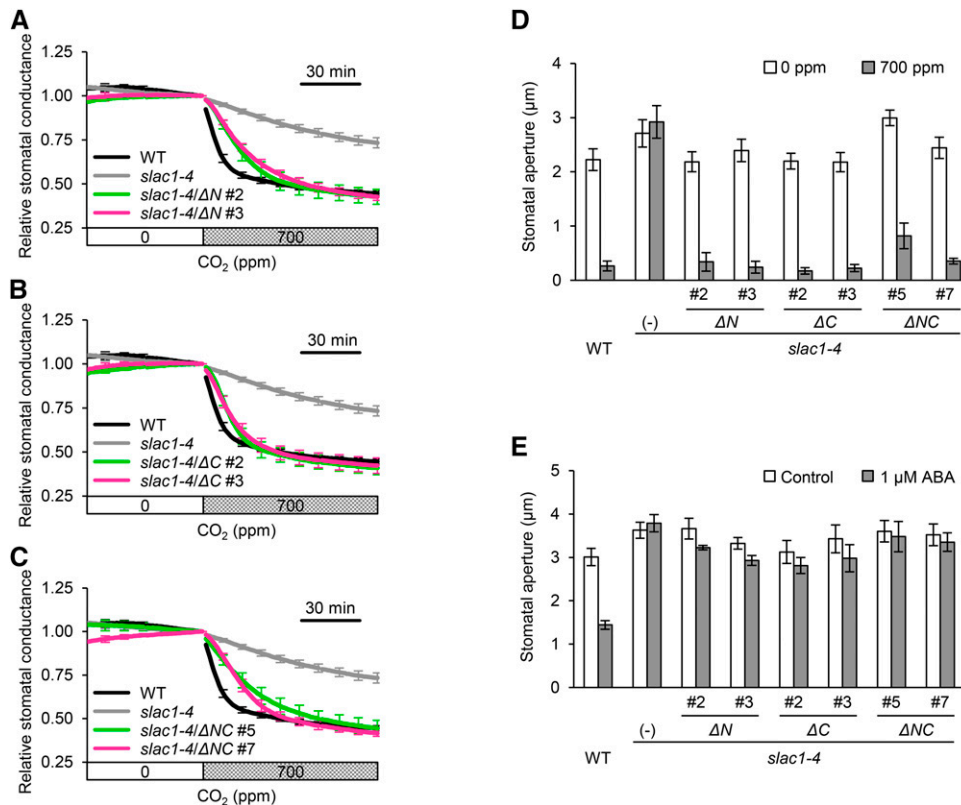 A
Relative stomatal conductance
1.25
1.00
0.75
0.50
0.25
30 min
WT
slac1-4
slac1-4/ΔN #2
slac1-4/ΔN #3
0
700
CO₂ (ppm)
B
Relative stomatal conductance
1.25
1.00
0.75
0.50
0.25
30 min
WT
slac1-4
slac1-4/ΔC #2
slac1-4/ΔC #3
0
700
CO₂ (ppm)
C
Relative stomatal conductance
1.25
1.00
0.75
0.50
0.25
30 min
WT
slac1-4
slac1-4/ΔNC #5
slac1-4/ΔNC #7
0
700
CO₂ (ppm)
D
Stomatal aperture (µm)
4
3
2
1
0
0 ppm
700 ppm
#2 #3 #2 #3 #5 #7
(-) ΔN ΔC ΔNC
WT slac1-4
E
Stomatal aperture (µm)
5
4
3
2
1
0
Control
1 µM ABA
#2 #3 #2 #3 #5 #7
(-) ΔN ΔC ΔNC
WT slac1-4